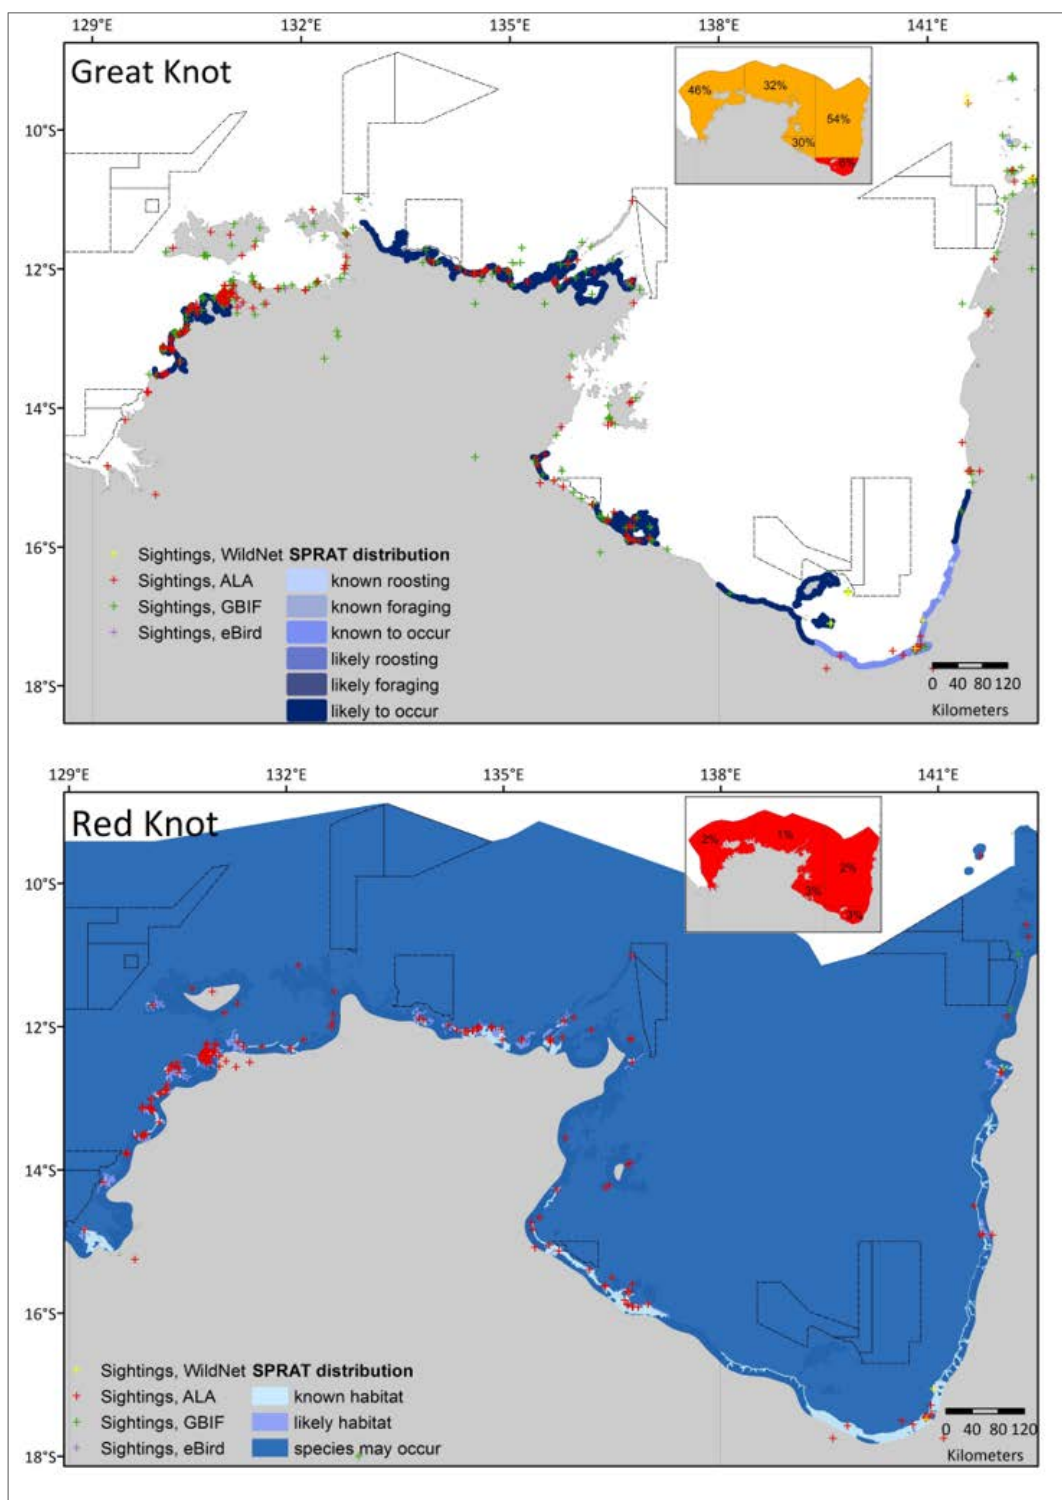 129°E 132°E 135°E 138°E 141°E
Great Knot
46% 32% 54% 30%
10°S
12°S
14°S
16°S
18°S
Sightings, WildNet SPRAT distribution
Sightings, ALA known roosting
Sightings, GBIF known foraging
Sightings, eBird known to occur
likely roosting
likely foraging
likely to occur
0 40 80 120
Kilometers
129°E 132°E 135°E 138°E 141°E
Red Knot
2% 1% 2% 3%
10°S
12°S
14°S
16°S
18°S
Sightings, WildNet SPRAT distribution
Sightings, ALA known habitat
Sightings, GBIF likely habitat
Sightings, eBird species may occur
0 40 80 120
Kilometers